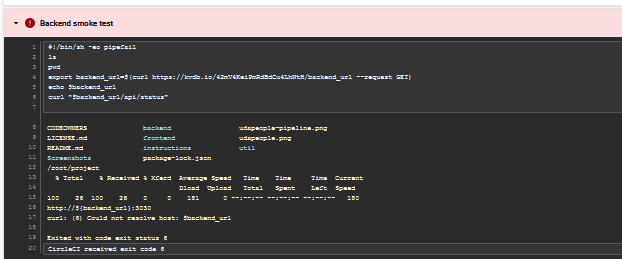 Backend smoke test
1 #!/bin/sh -eo pipefail
2 ls
3 pwd
4 export backend_url=$(curl https://kvdb.io/ --request GET)
5 echo $backend_url
6 curl "$backend_url/api/status"
7
8 CODEOWNERS backend udapeople-pipeline.png
9 LICENSE.md frontend udapeople.png
10 README.md instructions util
11 Screenshots package-lock.json
12 /root/project
13 % Total % Received % Xferd Average Speed Time Time Time Current
14 Dload Upload Total Spent Left Speed
15 100 26 100 26 0 0 181 0 --:--:-- --:--:-- --:--:-- 180
16 http://${backend_url}:3030
17 curl: (6) Could not resolve host: $backend_url
18
19 Exited with code exit status 6
20 CircleCI received exit code 6